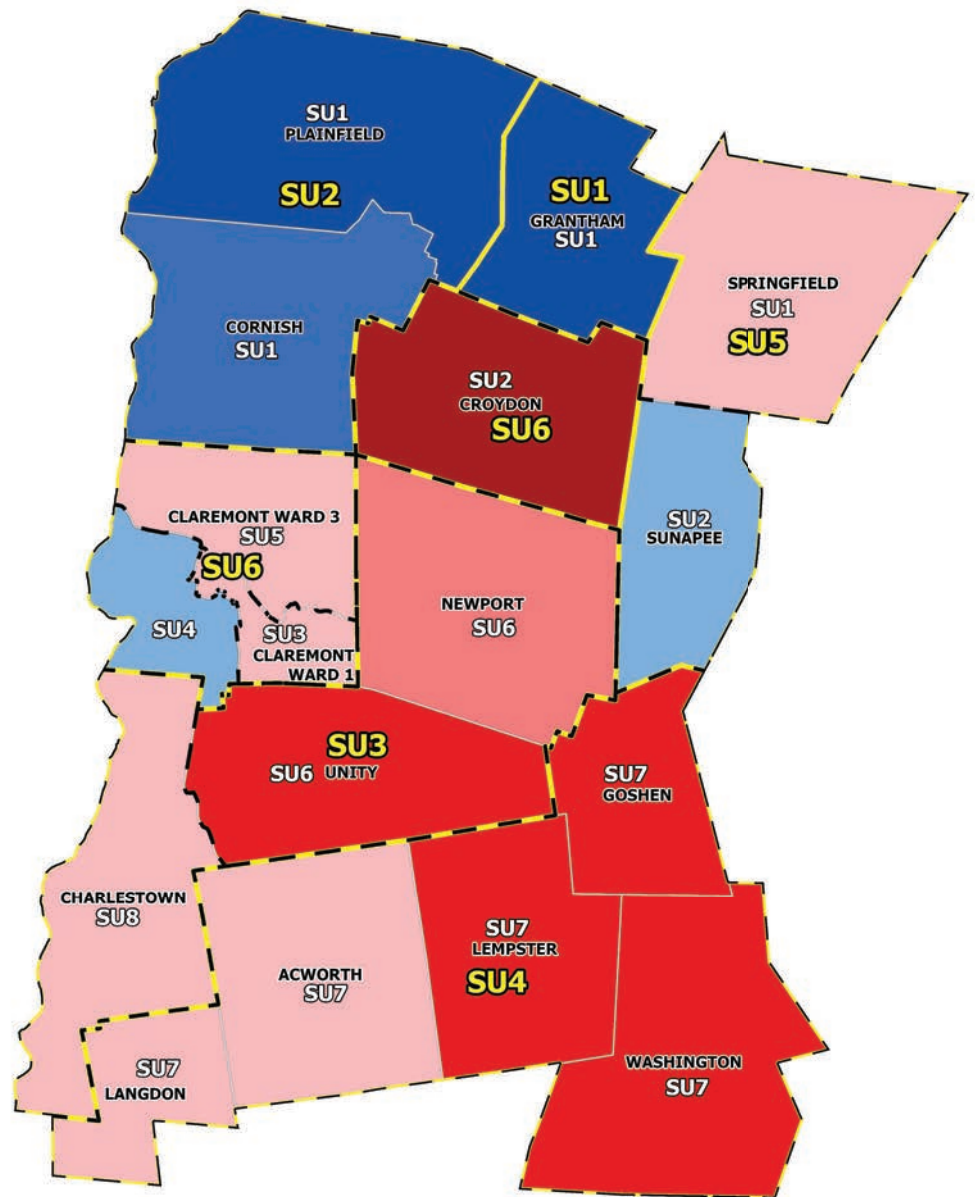 SU1
PLAINFIELD
SU2
SU1
GRANTHAM
SU1
SPRINGFIELD
SU1
SU5
CORNISH
SU1
SU2
CROYDON
SU6
CLAREMONT WARD 3
SU5
SU6
SU2
SUNAPEE
NEWPORT
SU6
SU4
SU3
CLAREMONT
WARD 1
SU3
SU6 UNITY
SU7
GOSHEN
CHARLESTOWN
SU8
ACWORTH
SU7
SU7
LEMPSTER
SU4
SU7
LANGDON
WASHINGTON
SU7